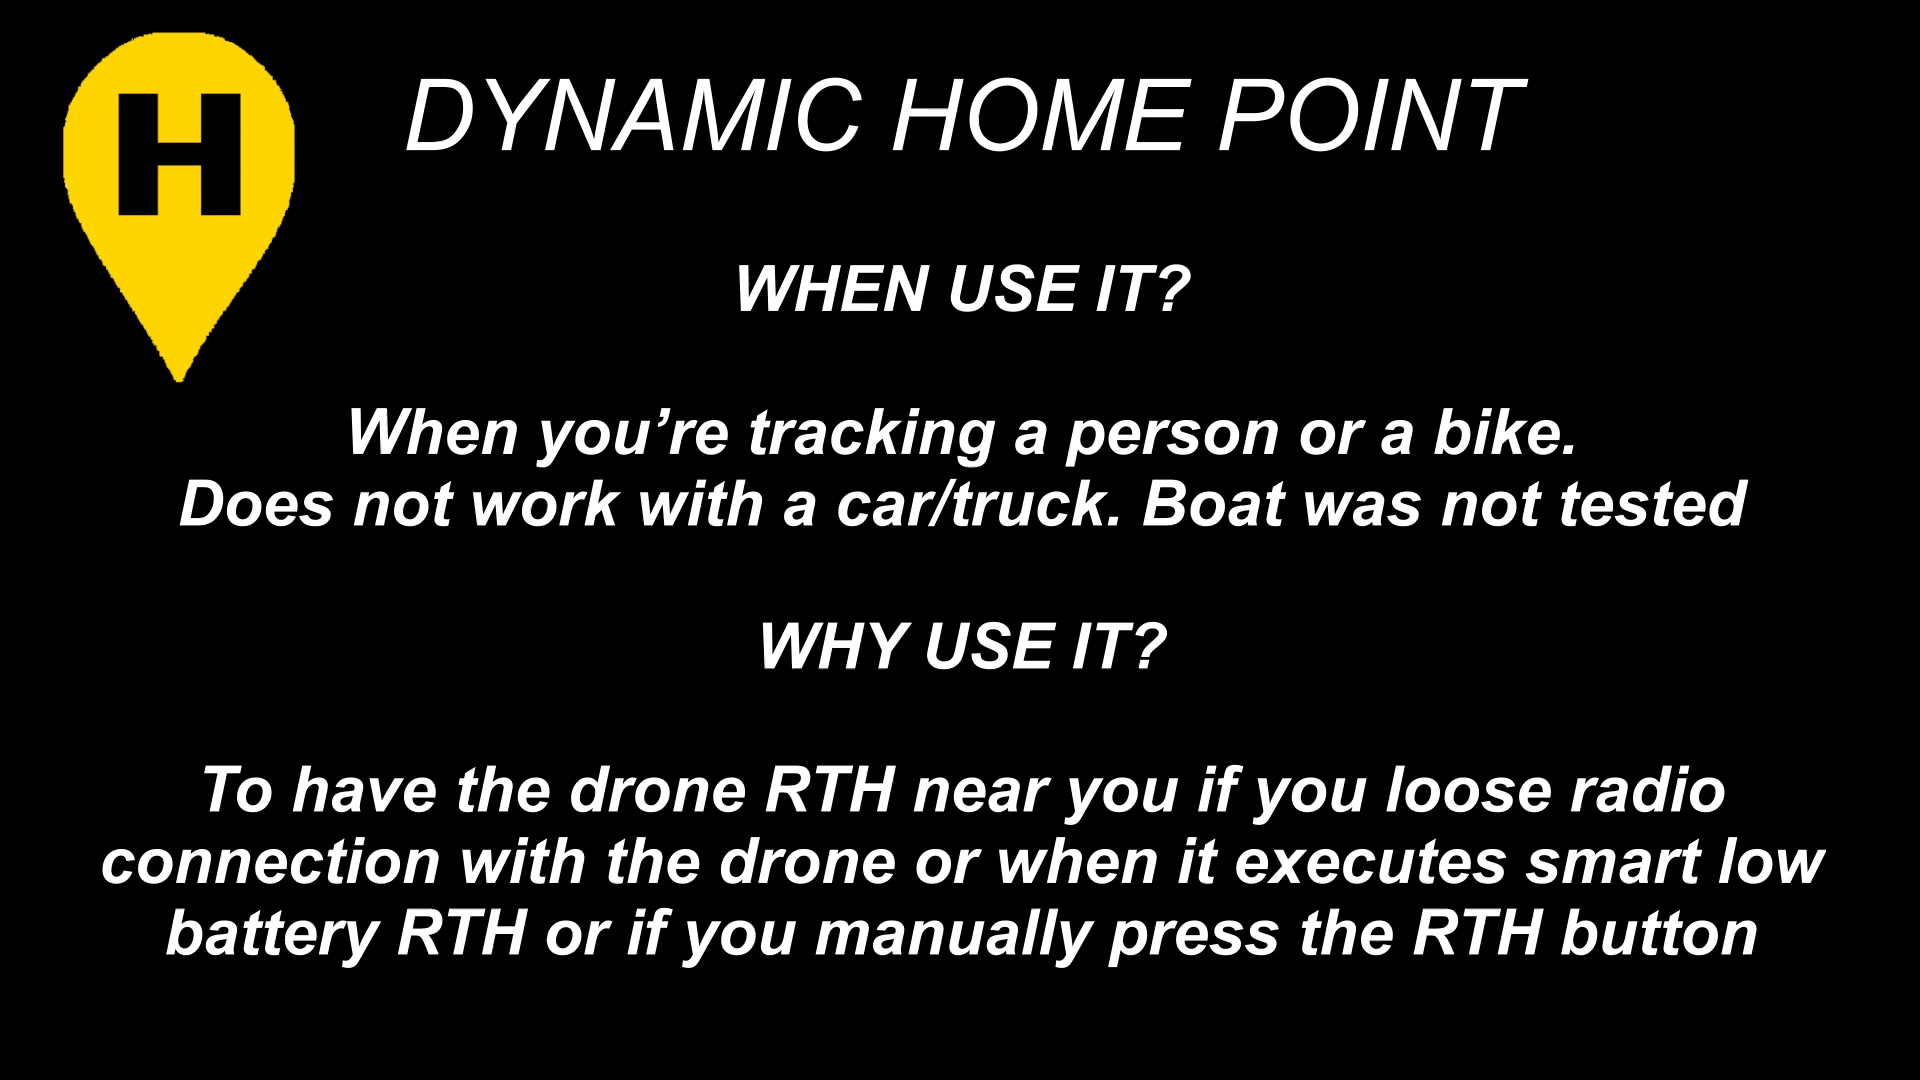 H
DYNAMIC HOME POINT
WHEN USE IT?
When you’re tracking a person or a bike.
Does not work with a car/truck. Boat was not tested
WHY USE IT?
To have the drone RTH near you if you loose radio
connection with the drone or when it executes smart low
battery RTH or if you manually press the RTH button